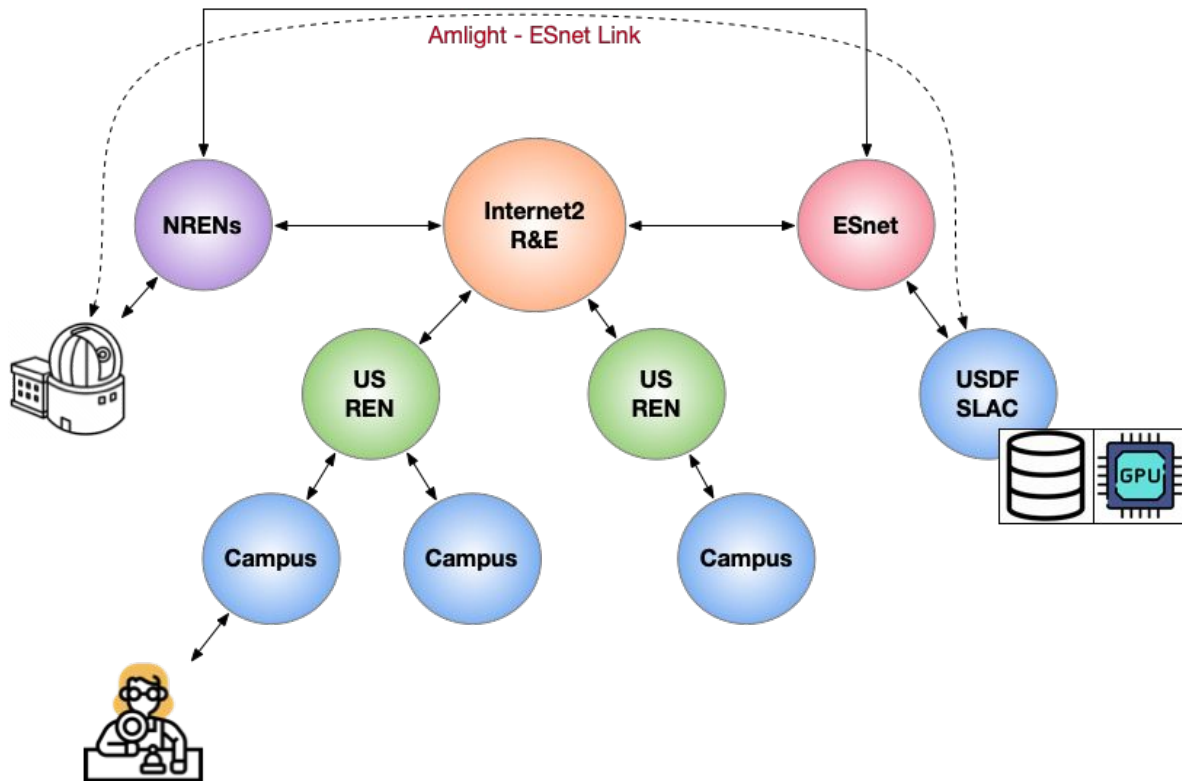 Amlight - ESnet Link
NRENs
Internet2
R&E
ESnet
US
REN
US
REN
USDF
SLAC
GPU
Campus
Campus
Campus